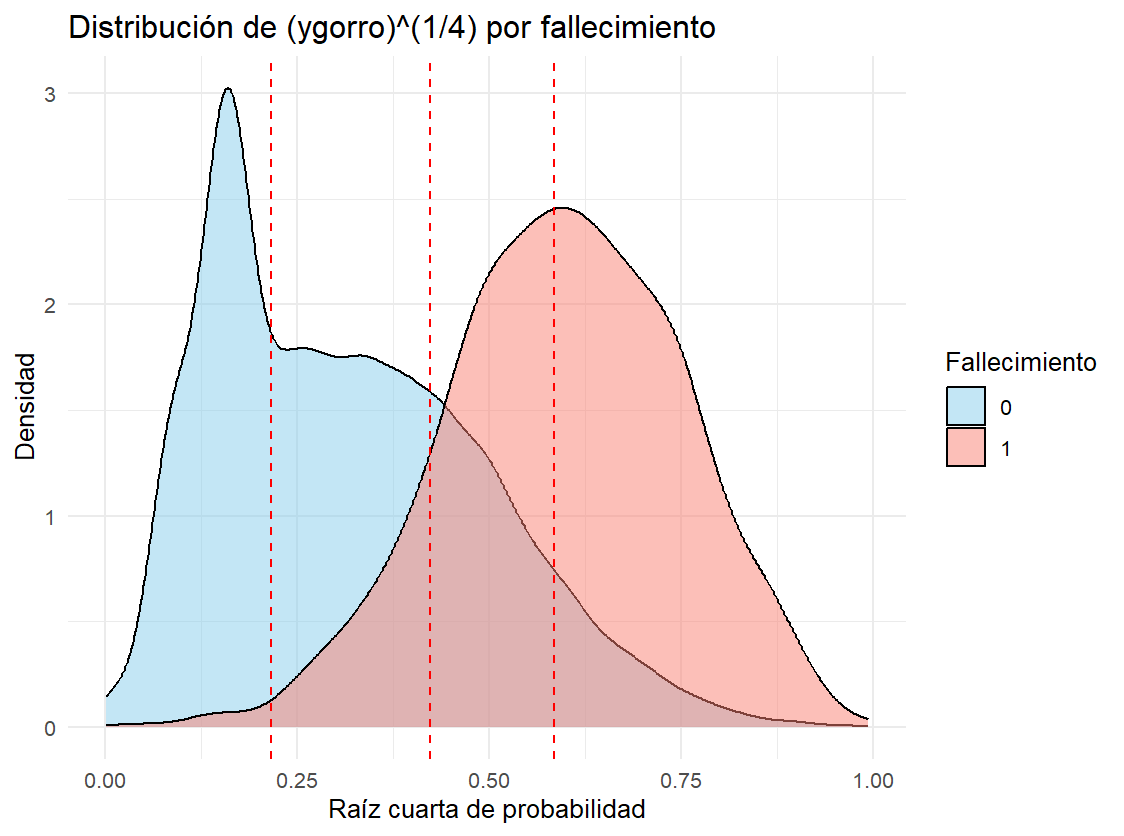 Distribución de (ygorro)^(1/4) por fallecimiento
3
2
1
0
Densidad
0.00 0.25 0.50 0.75 1.00
Raíz cuarta de probabilidad
Fallecimiento
0
1